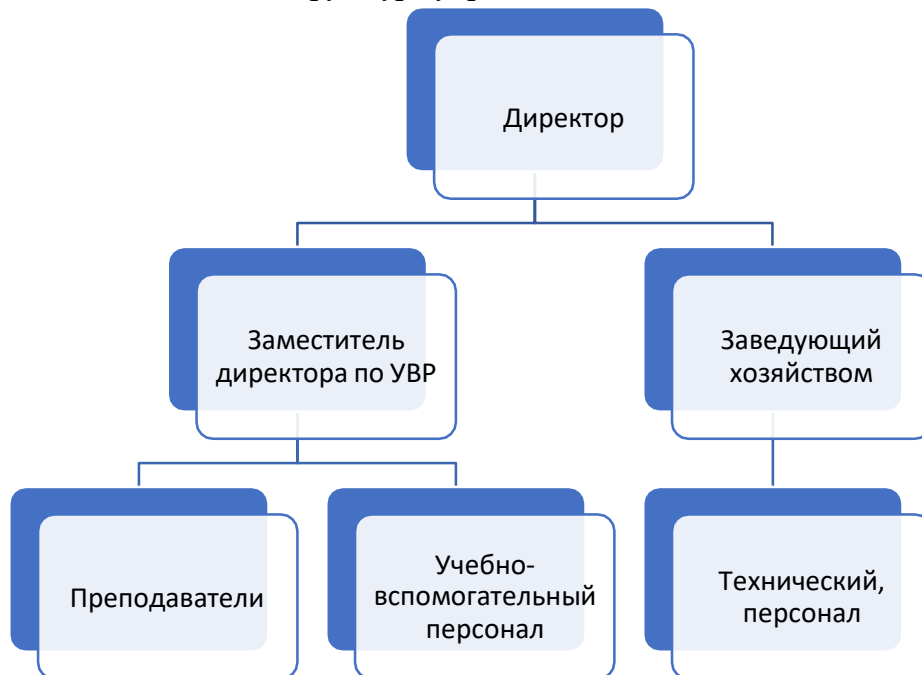 Директор
Заместитель
директора по УВР
Заведующий
хозяйством
Преподаватели
Учебно-
вспомогательный
персонал
Технический,
персонал